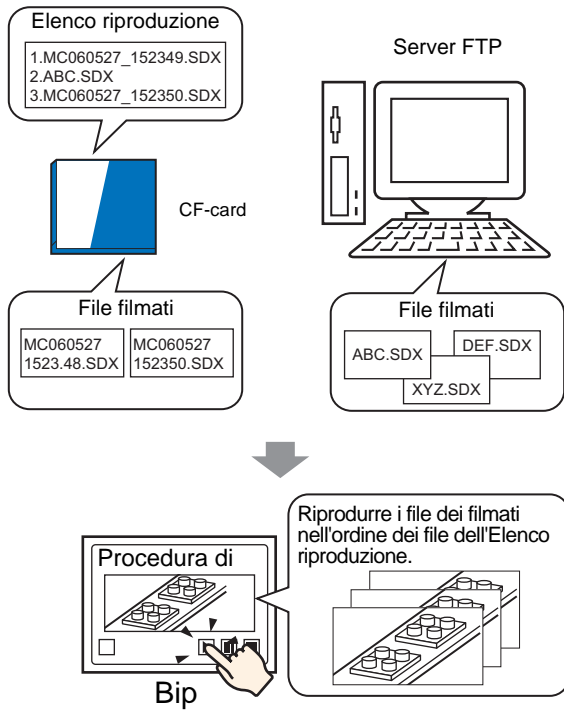 Elenco riproduzione
1.MC060527_152349.SDX
2.ABC.SDX
3.MC060527_152350.SDX
Server FTP
CF-card
File filmati
MC060527
1523.48.SDX
MC060527
152350.SDX
File filmati
ABC.SDX
DEF.SDX
XYZ.SDX
Riprodurre i file dei filmati
nell'ordine dei file dell'Elenco
riproduzione.
Procedura di
Bip